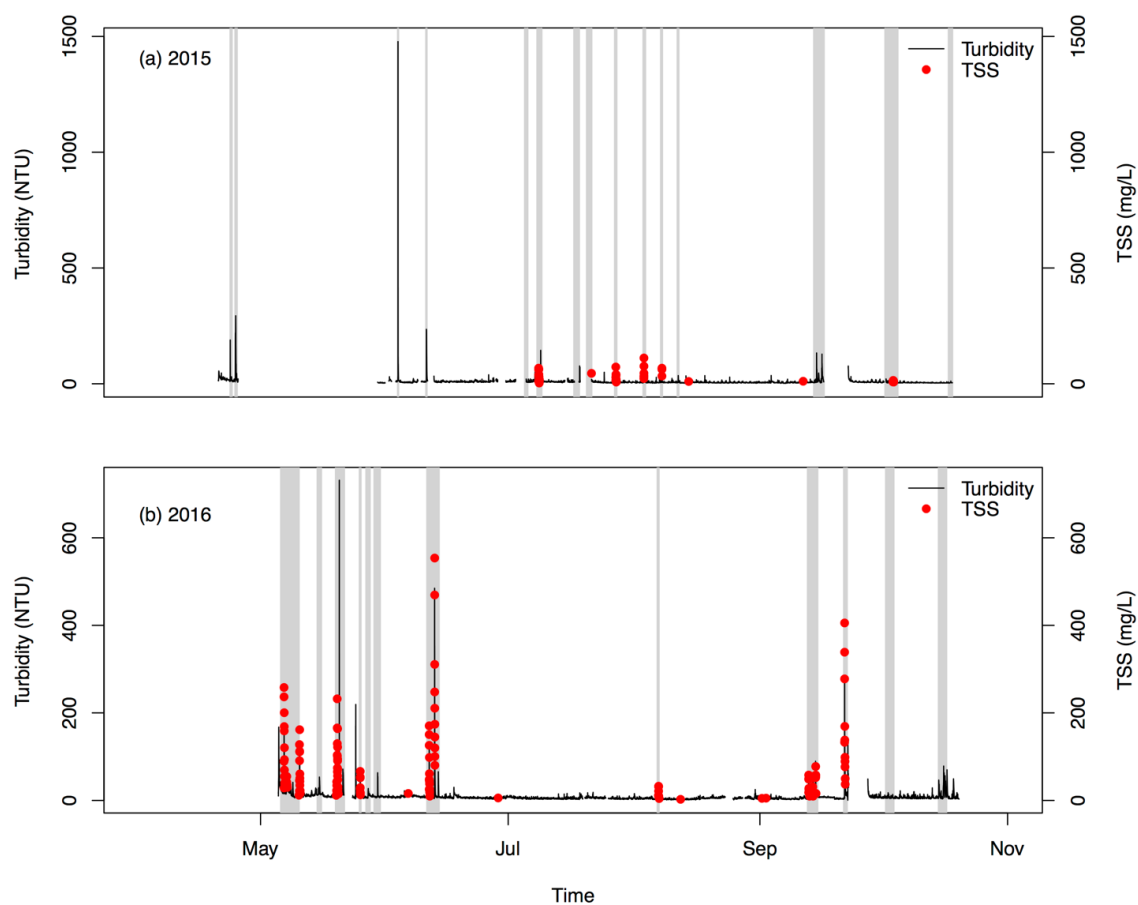 (a) 2015
Turbidity
TSS
1500
1000
500
0
Turbidity (NTU)
1500
1000
500
0
TSS (mg/L)
(b) 2016
Turbidity
TSS
600
400
200
0
Turbidity (NTU)
600
400
200
0
TSS (mg/L)
May
Jul
Sep
Nov
Time